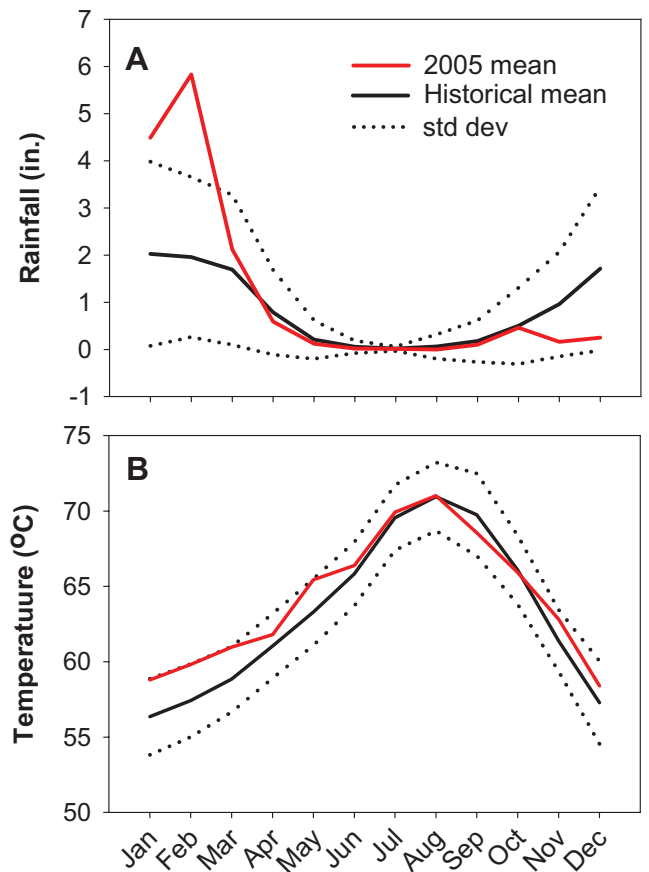 A
2005 mean
Historical mean
std dev
Rainfall (in.)
7
6
5
4
3
2
1
0
-1
B
Temperatuure (ºC)
75
70
65
60
55
50
Jan
Feb
Mar
Apr
May
Jun
Jul
Aug
Sep
Oct
Nov
Dec